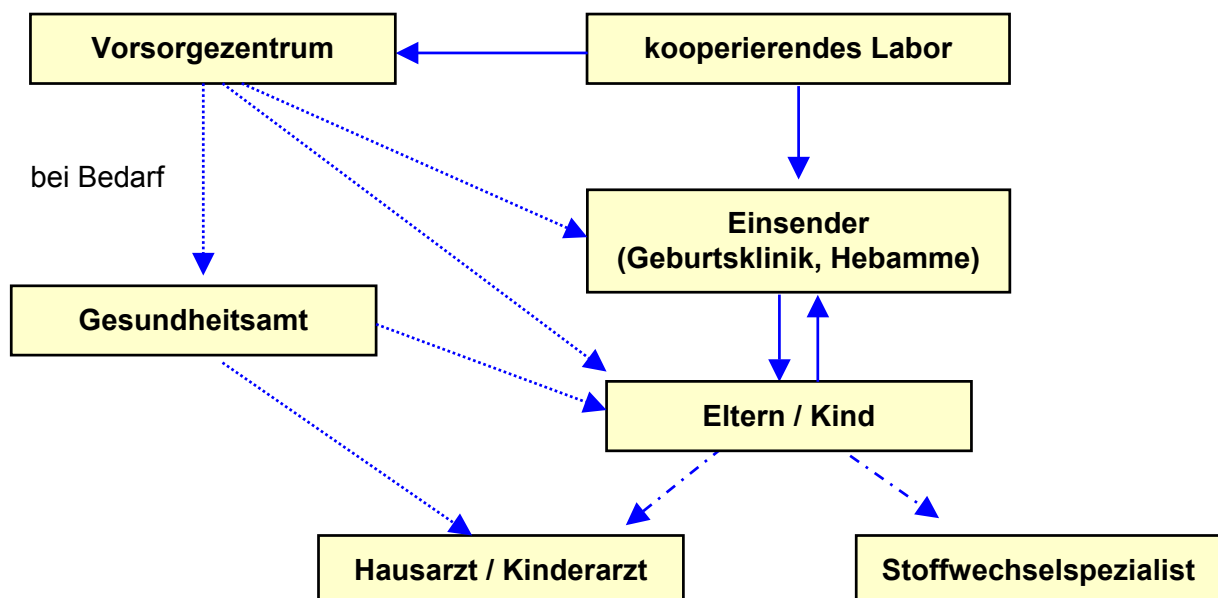 Vorsorgezentrum
kooperierendes Labor
bei Bedarf
Einsender
(Geburtsklinik, Hebamme)
Gesundheitsamt
Eltern / Kind
Hausarzt / Kinderarzt
Stoffwechselspezialist